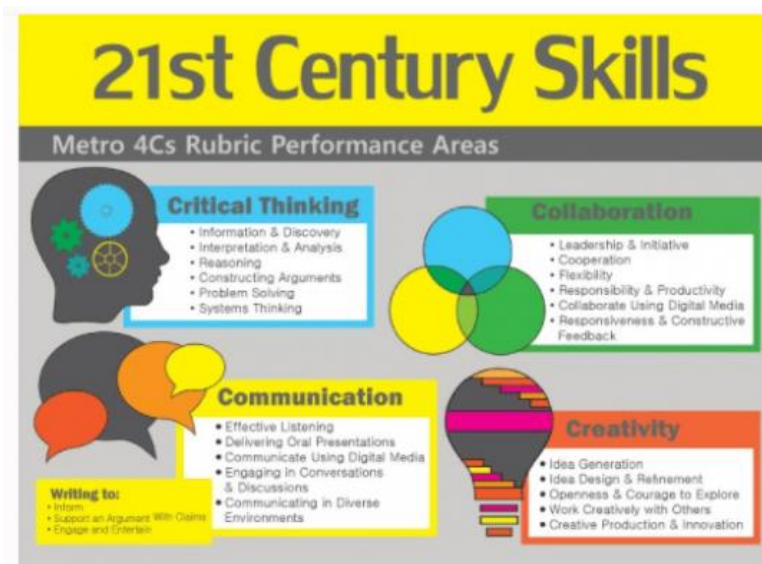 21st Century Skills
Metro 4Cs Rubric Performance Areas
Critical Thinking
• Information & Discovery
• Interpretation & Analysis
• Reasoning
• Constructing Arguments
• Problem Solving
• Systems Thinking
Collaboration
• Leadership & Initiative
• Cooperation
• Flexibility
• Responsibility & Productivity
• Collaborate Using Digital Media
• Responsiveness & Constructive
Feedback
Communication
• Effective Listening
• Delivering Oral Presentations
• Communicate Using Digital Media
• Engaging in Conversations
& Discussions
• Communicating in Diverse
Environments
Writing to:
• Inform
• Support an Argument With Claims
• Engage and Entertain
Creativity
• Idea Generation
• Idea Design & Refinement
• Openness & Courage to Explore
• Work Creatively with Others
• Creative Production & Innovation